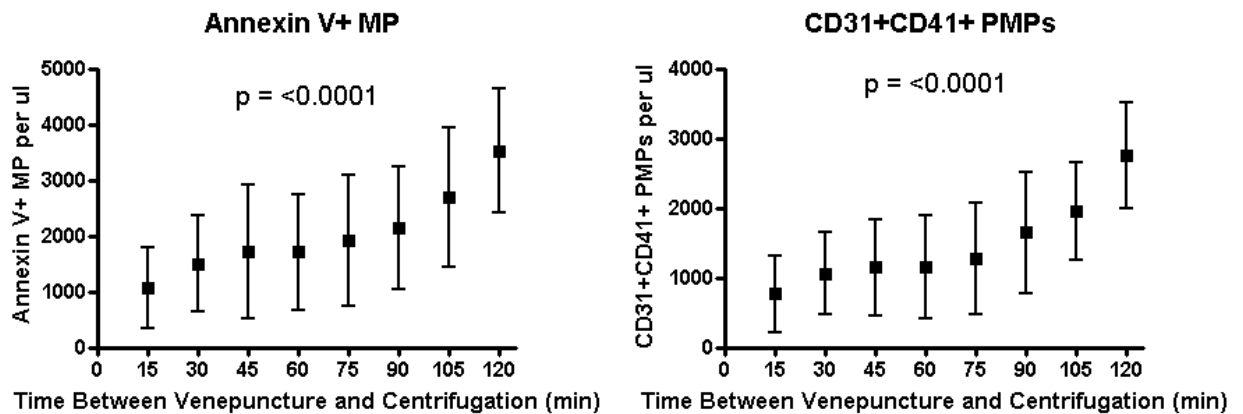 Annexin V+ MP
5000
4000
3000
2000
1000
0
Annexin V+ MP per ul
p = <0.0001
0 15 30 45 60 75 90 105 120
Time Between Venepuncture and Centrifugation (min)
CD31+CD41+ PMPs
4000
3000
2000
1000
0
CD31+CD41+ PMPs per ul
p = <0.0001
0 15 30 45 60 75 90 105 120
Time Between Venepuncture and Centrifugation (min)